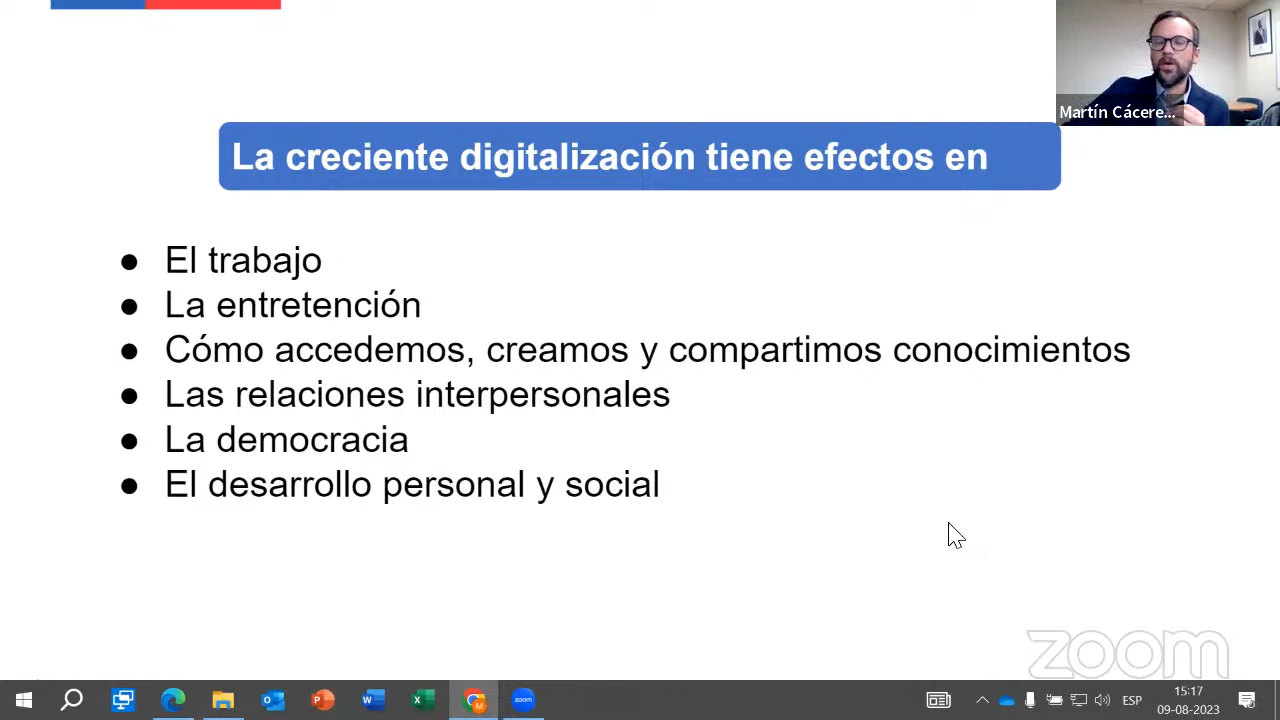 Martín Cácere...
La creciente digitalización tiene efectos en
● El trabajo
● La entretención
● Cómo accedemos, creamos y compartimos conocimientos
● Las relaciones interpersonales
● La democracia
● El desarrollo personal y social
zoom
zoom
ESP
15:17
09-08-2023